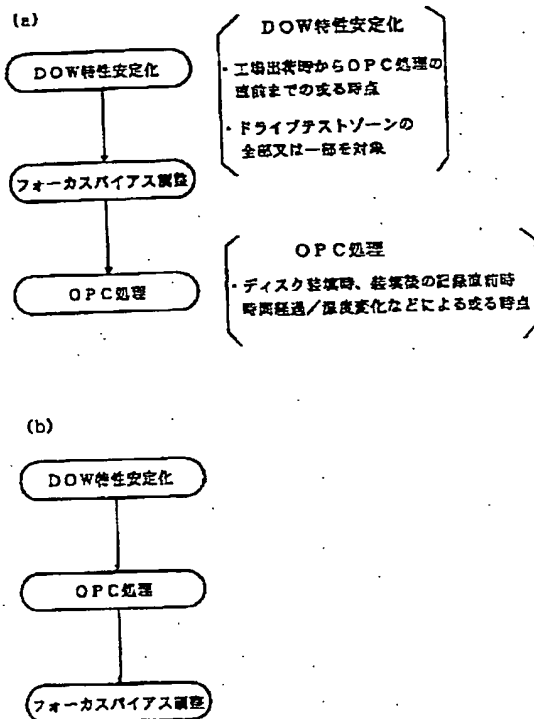 (a)
DOW特性安定化
フォーカスバイアス調整
OPC処理
DOW特性安定化
・工場出荷時からOPC処理の
直前までの或る時点
・ドライブテストゾーンの
全部又は一部を対象
OPC処理
・ディスク装填時、装填後の記録直前時
時間経過/温度変化などによる或る時点
(b)
DOW特性安定化
OPC処理
フォーカスバイアス調整